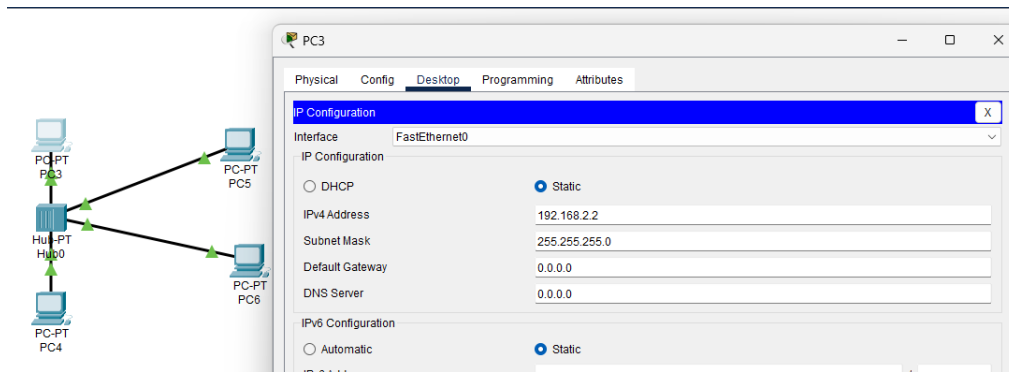 PC3
Physical Config Desktop Programming Attributes
IP Configuration X
Interface FastEthernet0
IP Configuration
DHCP Static
IPv4 Address 192.168.2.2
Subnet Mask 255.255.255.0
Default Gateway 0.0.0.0
DNS Server 0.0.0.0
IPv6 Configuration
Automatic Static
PC-PT
PC3
PC-PT
PC5
Hub-PT
Hub0
PC-PT
PC6
PC-PT
PC4